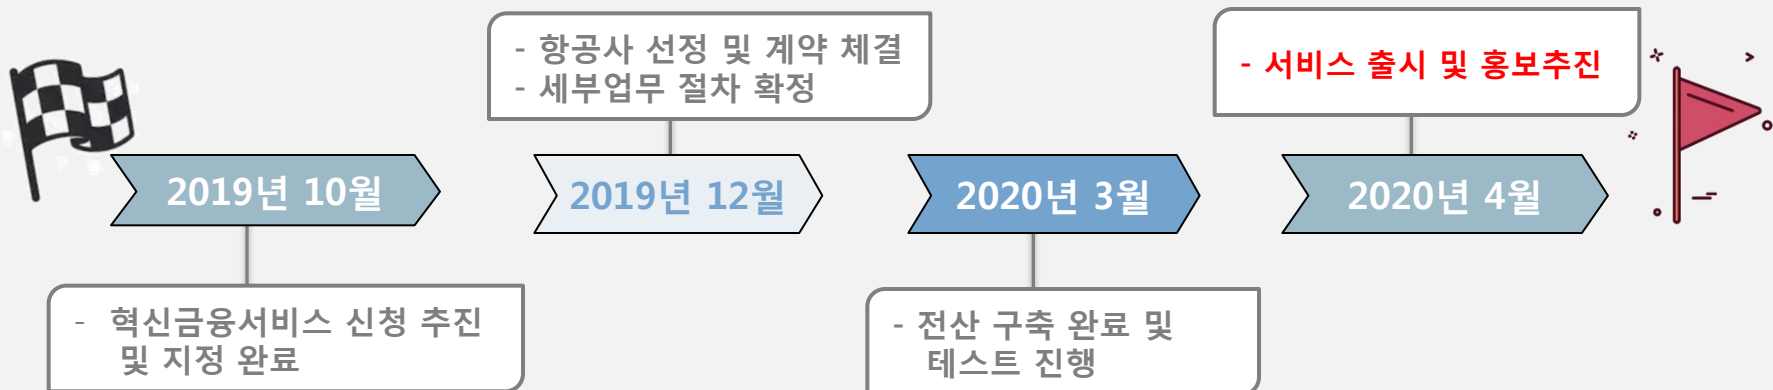 - 항공사 선정 및 계약 체결
- 세부업무 절차 확정
- 서비스 출시 및 홍보추진
2019년 10월
2019년 12월
2020년 3월
2020년 4월
- 혁신금융서비스 신청 추진
및 지정 완료
- 전산 구축 완료 및
테스트 진행